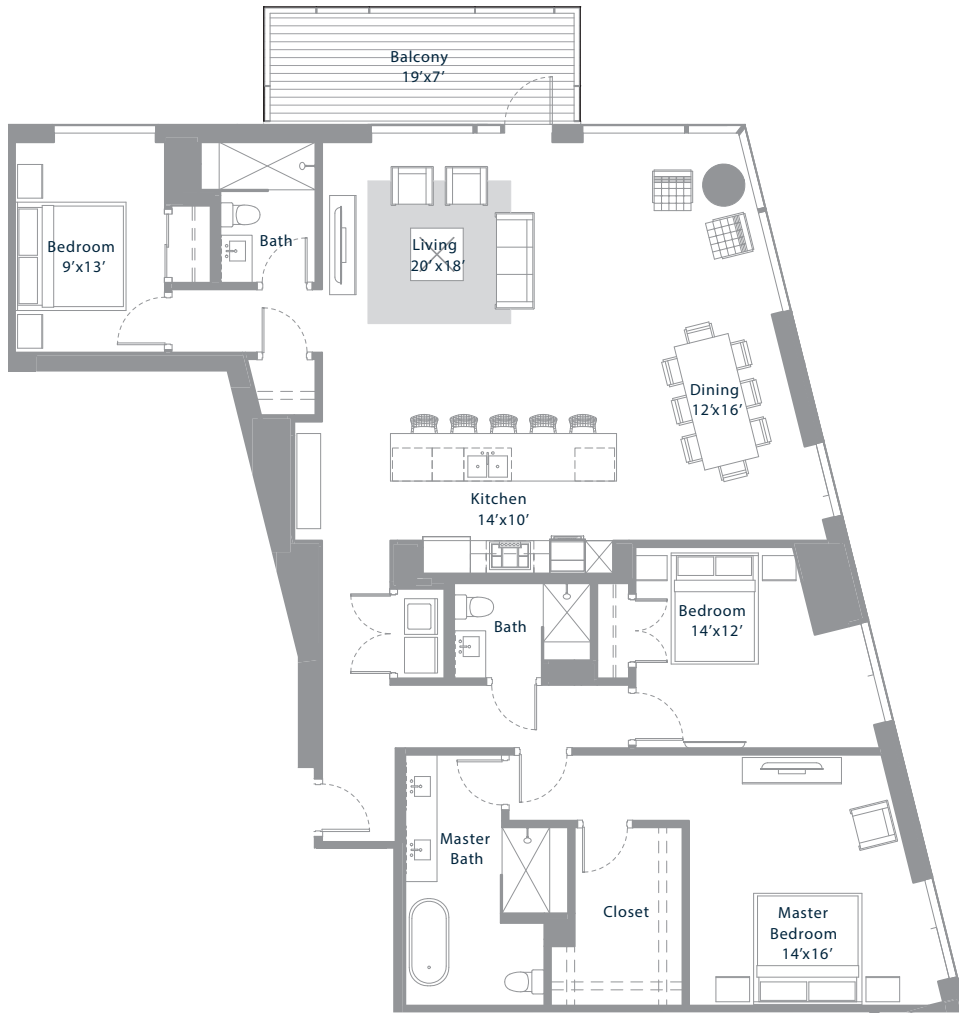 Balcony
19’x7’
Bedroom
9’x13’
Bath
Living
20’x18’
Dining
12’x16’
Kitchen
14’x10’
Bath
Bedroom
14’x12’
Master
Bath
Closet
Master
Bedroom
14’x16’